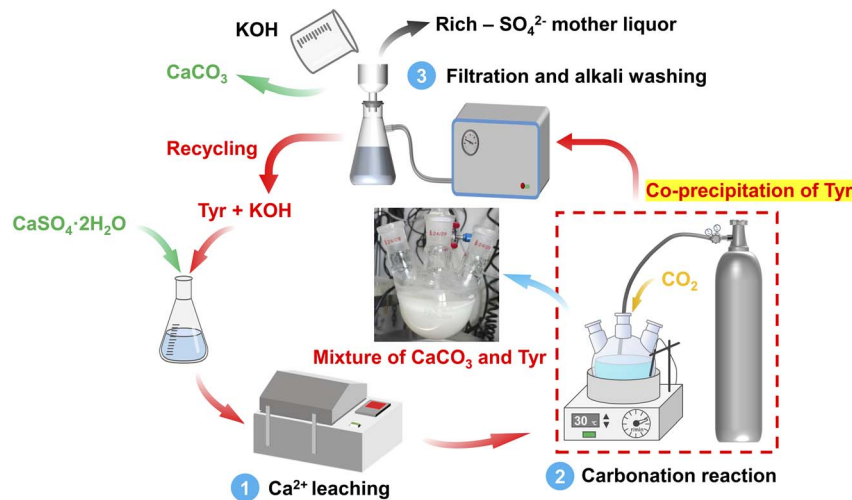 KOH
Rich – SO₄²⁻ mother liquor
CaCO₃
3 Filtration and alkali washing
Recycling
Co-precipitation of Tyr
Tyr + KOH
CaSO₄·2H₂O
CO₂
Mixture of CaCO₃ and Tyr
30 ℃
1 Ca²⁺ leaching
2 Carbonation reaction